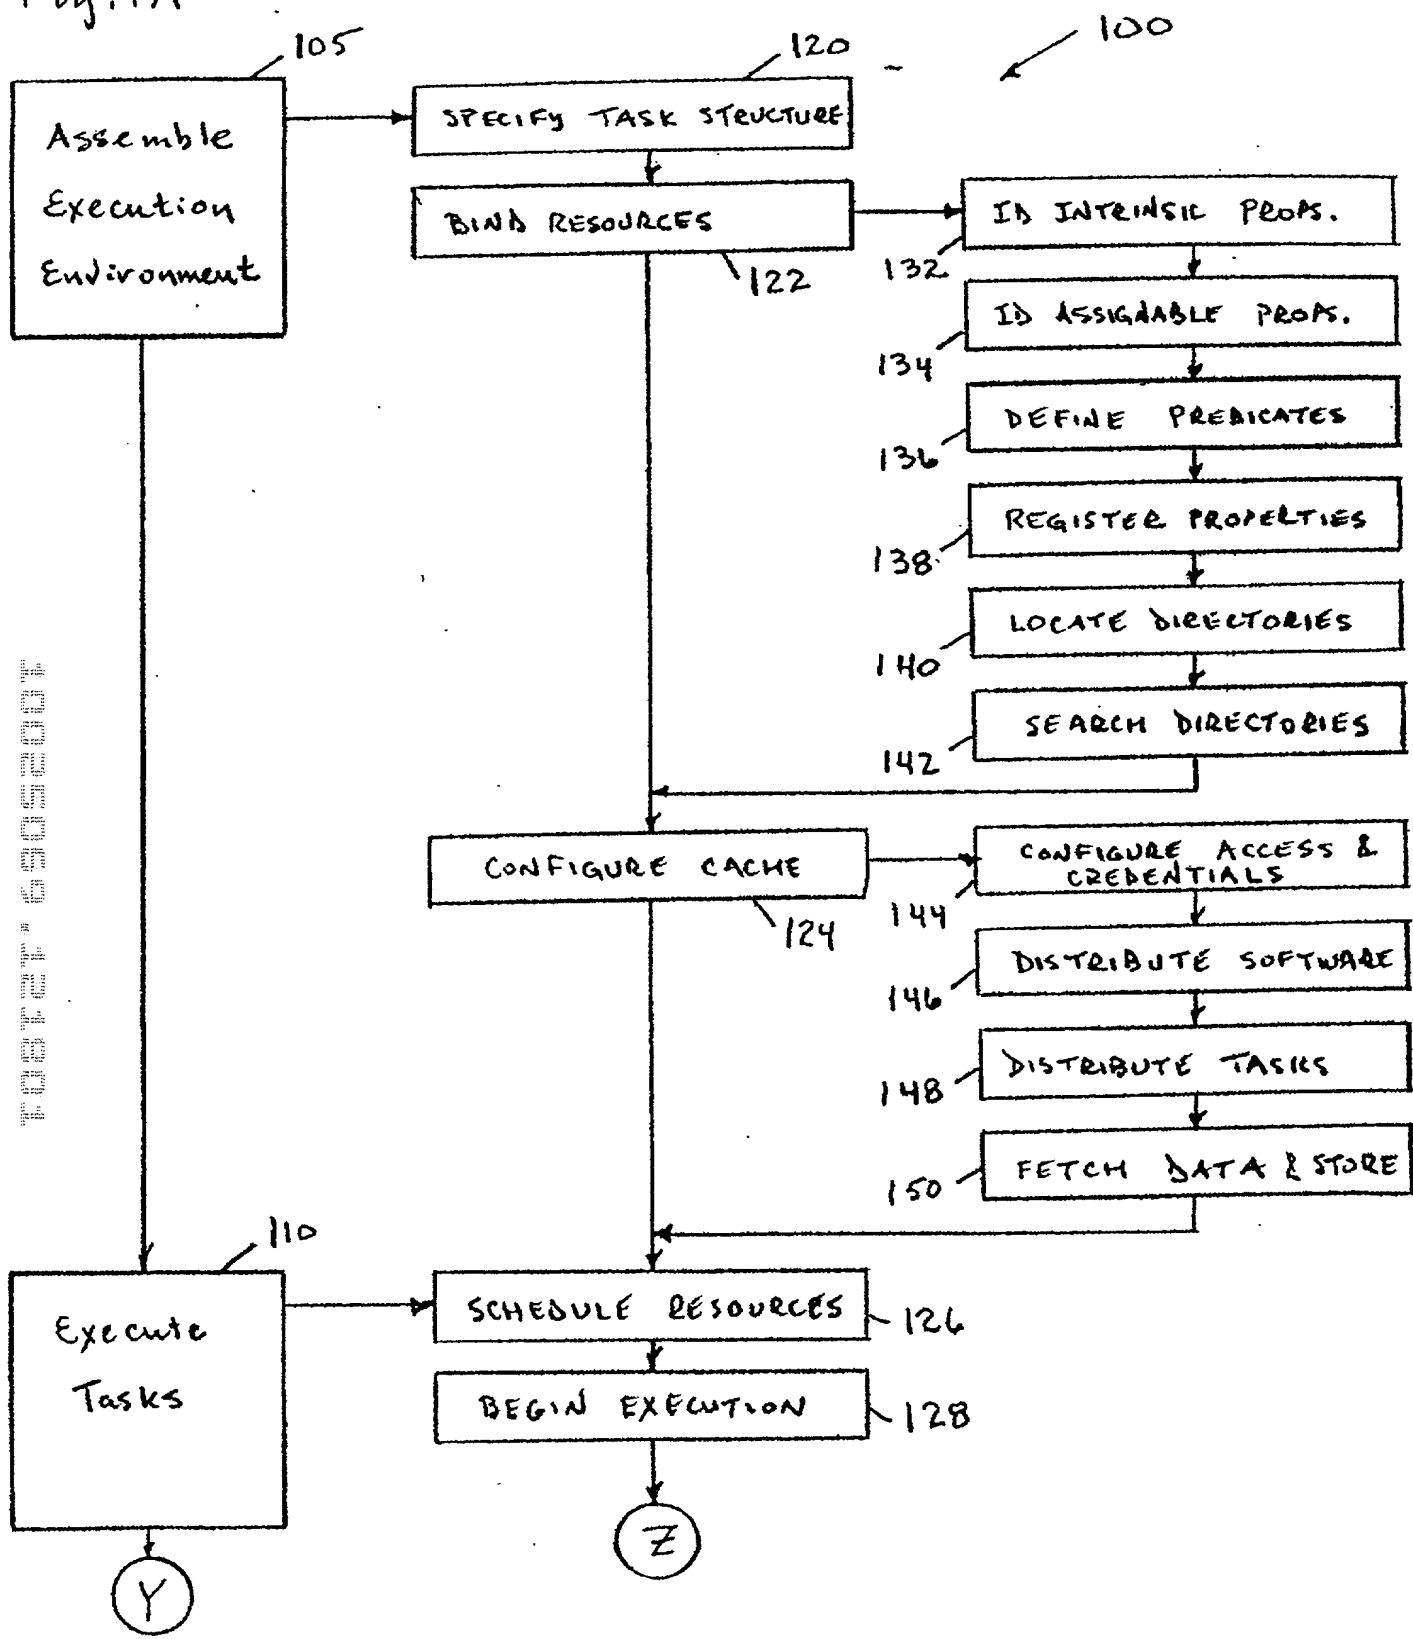 Fig. 1A
100
105
Assemble
Execution
Environment
120
SPECIFY TASK STRUCTURE
BIND RESOURCES
122
ID INTRINSIC PROPS.
132
ID ASSIGNABLE PROPS.
134
DEFINE PREDICATES
136
REGISTER PROPERTIES
138
LOCATE DIRECTORIES
140
SEARCH DIRECTORIES
142
CONFIGURE CACHE
124
CONFIGURE ACCESS &
CREDENTIALS
144
DISTRIBUTE SOFTWARE
146
DISTRIBUTE TASKS
148
FETCH DATA & STORE
150
110
Execute
Tasks
SCHEDULE RESOURCES
126
BEGIN EXECUTION
128
Z
Y